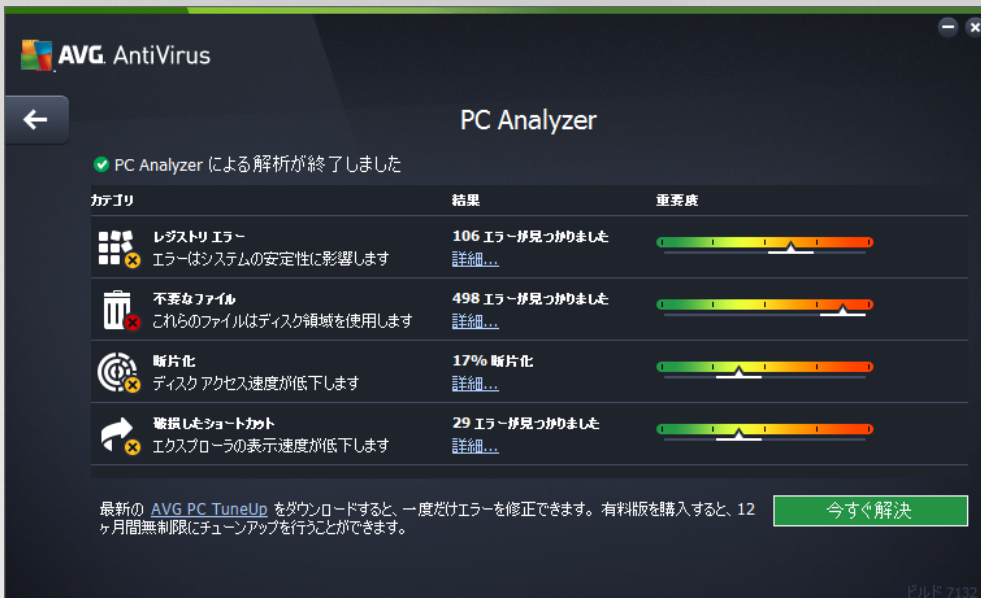 AVG. AntiVirus
PC Analyzer
PC Analyzer による解析が終了しました
カテゴリ 結果 重要度
レジストリ エラー 106 エラーが見つかりました
エラーはシステムの安定性に影響します 詳細...
不要なファイル 498 エラーが見つかりました
これらのファイルはディスク領域を使用します 詳細...
断片化 17% 断片化
ディスク アクセス速度が低下します 詳細...
破損したショートカット 29 エラーが見つかりました
エクスプローラの表示速度が低下します 詳細...
最新の AVG PC TuneUp をダウンロードすると、一度だけエラーを修正できます。有料版を購入すると、12
ヶ月間無制限にチューンアップを行うことができます。
今すぐ解決
ビルド 7132